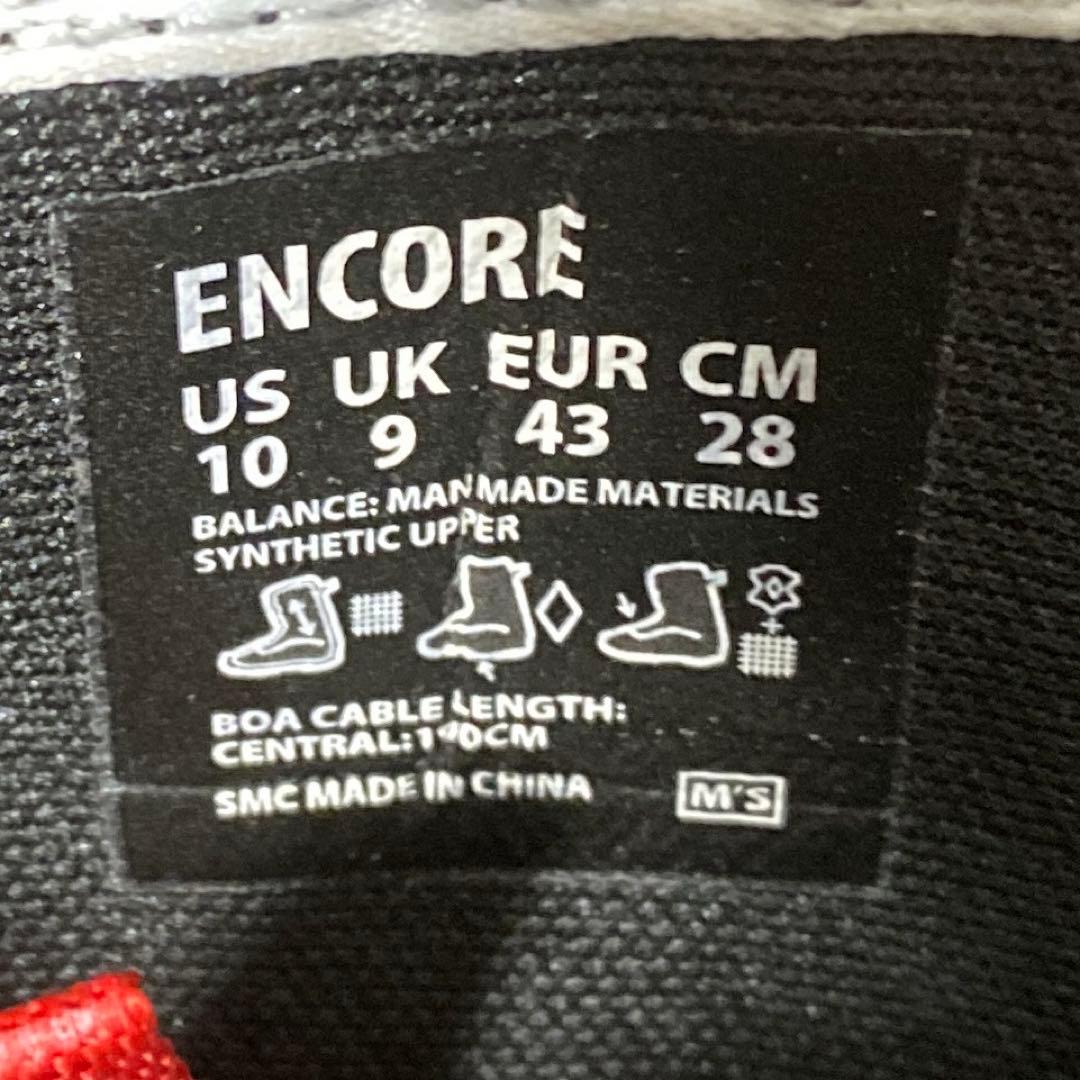 ENCORE
US UK EUR CM
10 9 43 28
BALANCE: MANMADE MATERIALS
SYNTHETIC UPPER
BOA CABLE LENGTH:
CENTRAL:
SMC MADE IN CHINA
M'S